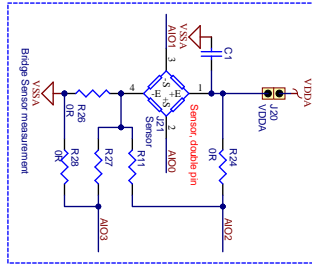 AIO1
VSSA
C1
VDDA
J20
VDDA
3
-S
-E
+E
+S
4
1
2
J21
Sensor
Sensor, double pin
AIO0
VSSA
R26
0R
R28
0R
R27
R11
R24
0R
AIO3
AIO2
Bridge Sensor measurement